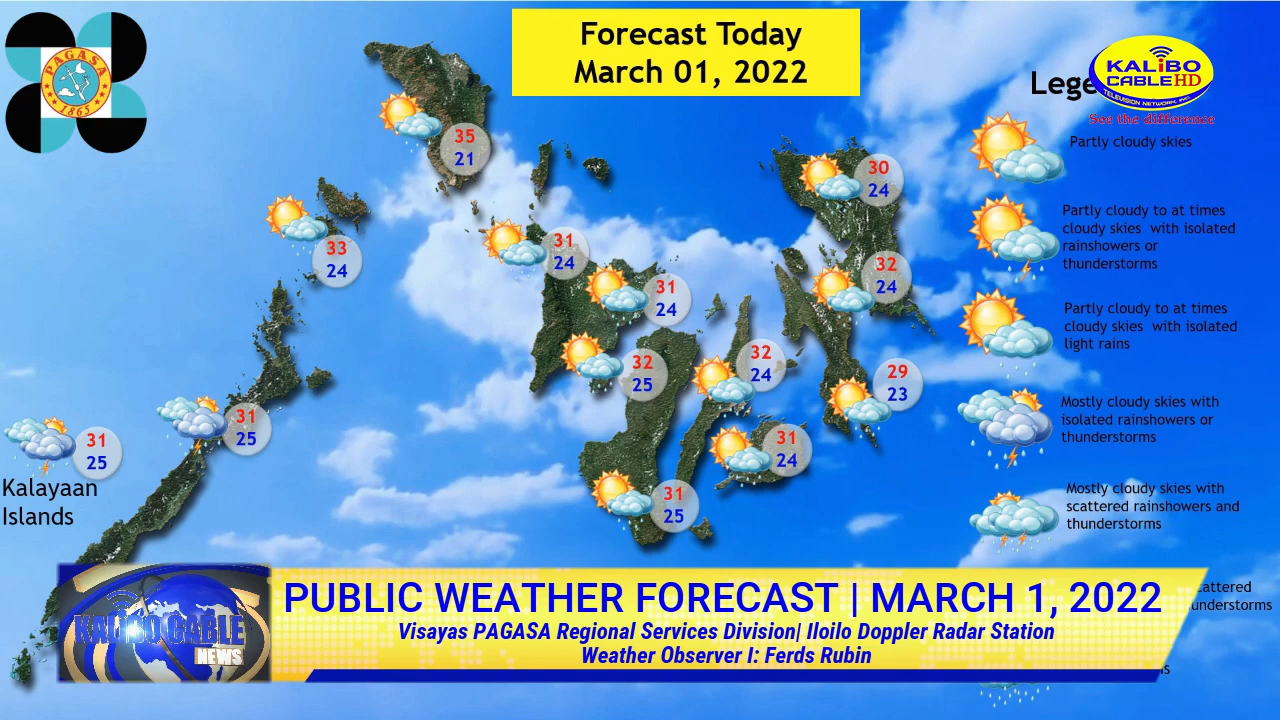 Forecast Today
March 01, 2022
PAGASA
1865
Lege
KALiBO
CABLE HD
TELEVISION NETWORK, INC.
See the difference
Partly cloudy skies
Partly cloudy to at times
cloudy skies with isolated
rainshowers or
thunderstorms
Partly cloudy to at times
cloudy skies with isolated
light rains
Mostly cloudy skies with
isolated rainshowers or
thunderstorms
Mostly cloudy skies with
scattered rainshowers and
thunderstorms
35
21
33
24
31
24
31
24
32
25
32
24
30
24
32
24
29
23
31
24
31
25
31
25
31
25
Kalayaan
Islands
KALIBO CABLE
NEWS
PUBLIC WEATHER FORECAST | MARCH 1, 2022
Visayas PAGASA Regional Services Division| Iloilo Doppler Radar Station
Weather Observer I: Ferds Rubin